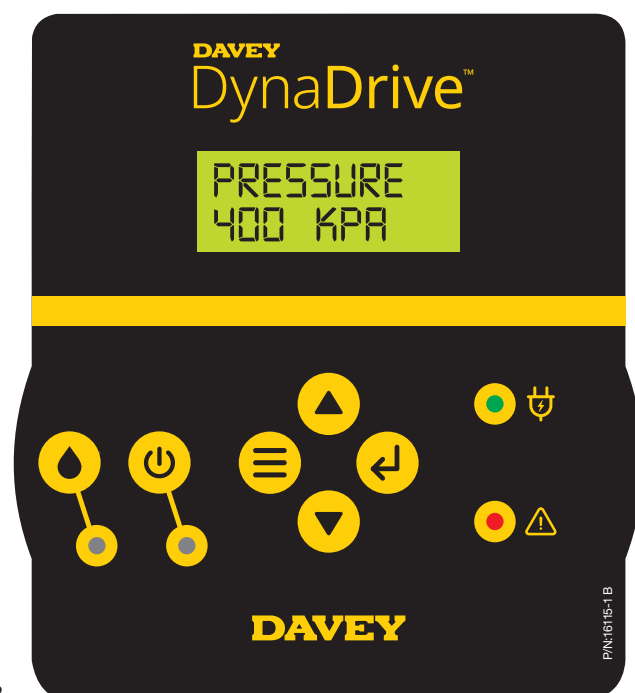 DAVEY
DynaDrive™
PRESSURE
400 KPA
DAVEY
P/N:16115-1 B